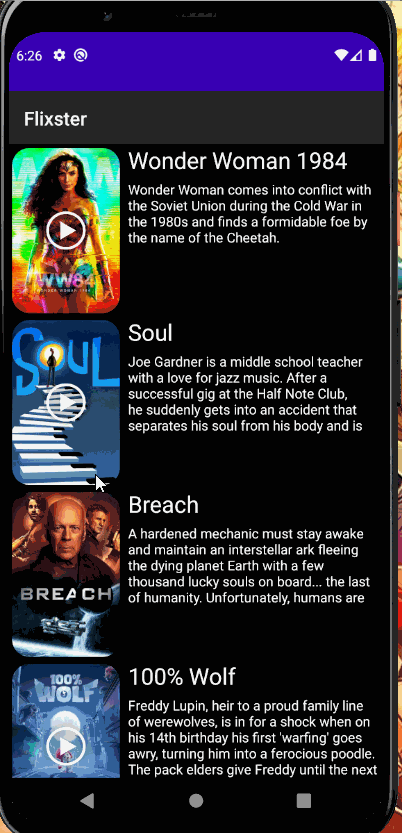 6:26
Flixster
Wonder Woman 1984
Wonder Woman comes into conflict with
the Soviet Union during the Cold War in
the 1980s and finds a formidable foe by
the name of the Cheetah.
WW84
SOUL
Soul
Joe Gardner is a middle school teacher
with a love for jazz music. After a
successful gig at the Half Note Club,
he suddenly gets into an accident that
separates his soul from his body and is
BREACH
Breach
A hardened mechanic must stay awake
and maintain an interstellar ark fleeing
the dying planet Earth with a few
thousand lucky souls on board... the last
of humanity. Unfortunately, humans are
100%
WOLF
100% Wolf
Freddy Lupin, heir to a proud family line
of werewolves, is in for a shock when on
his 14th birthday his first 'warfing' goes
awry, turning him into a ferocious poodle.
The pack elders give Freddy until the next